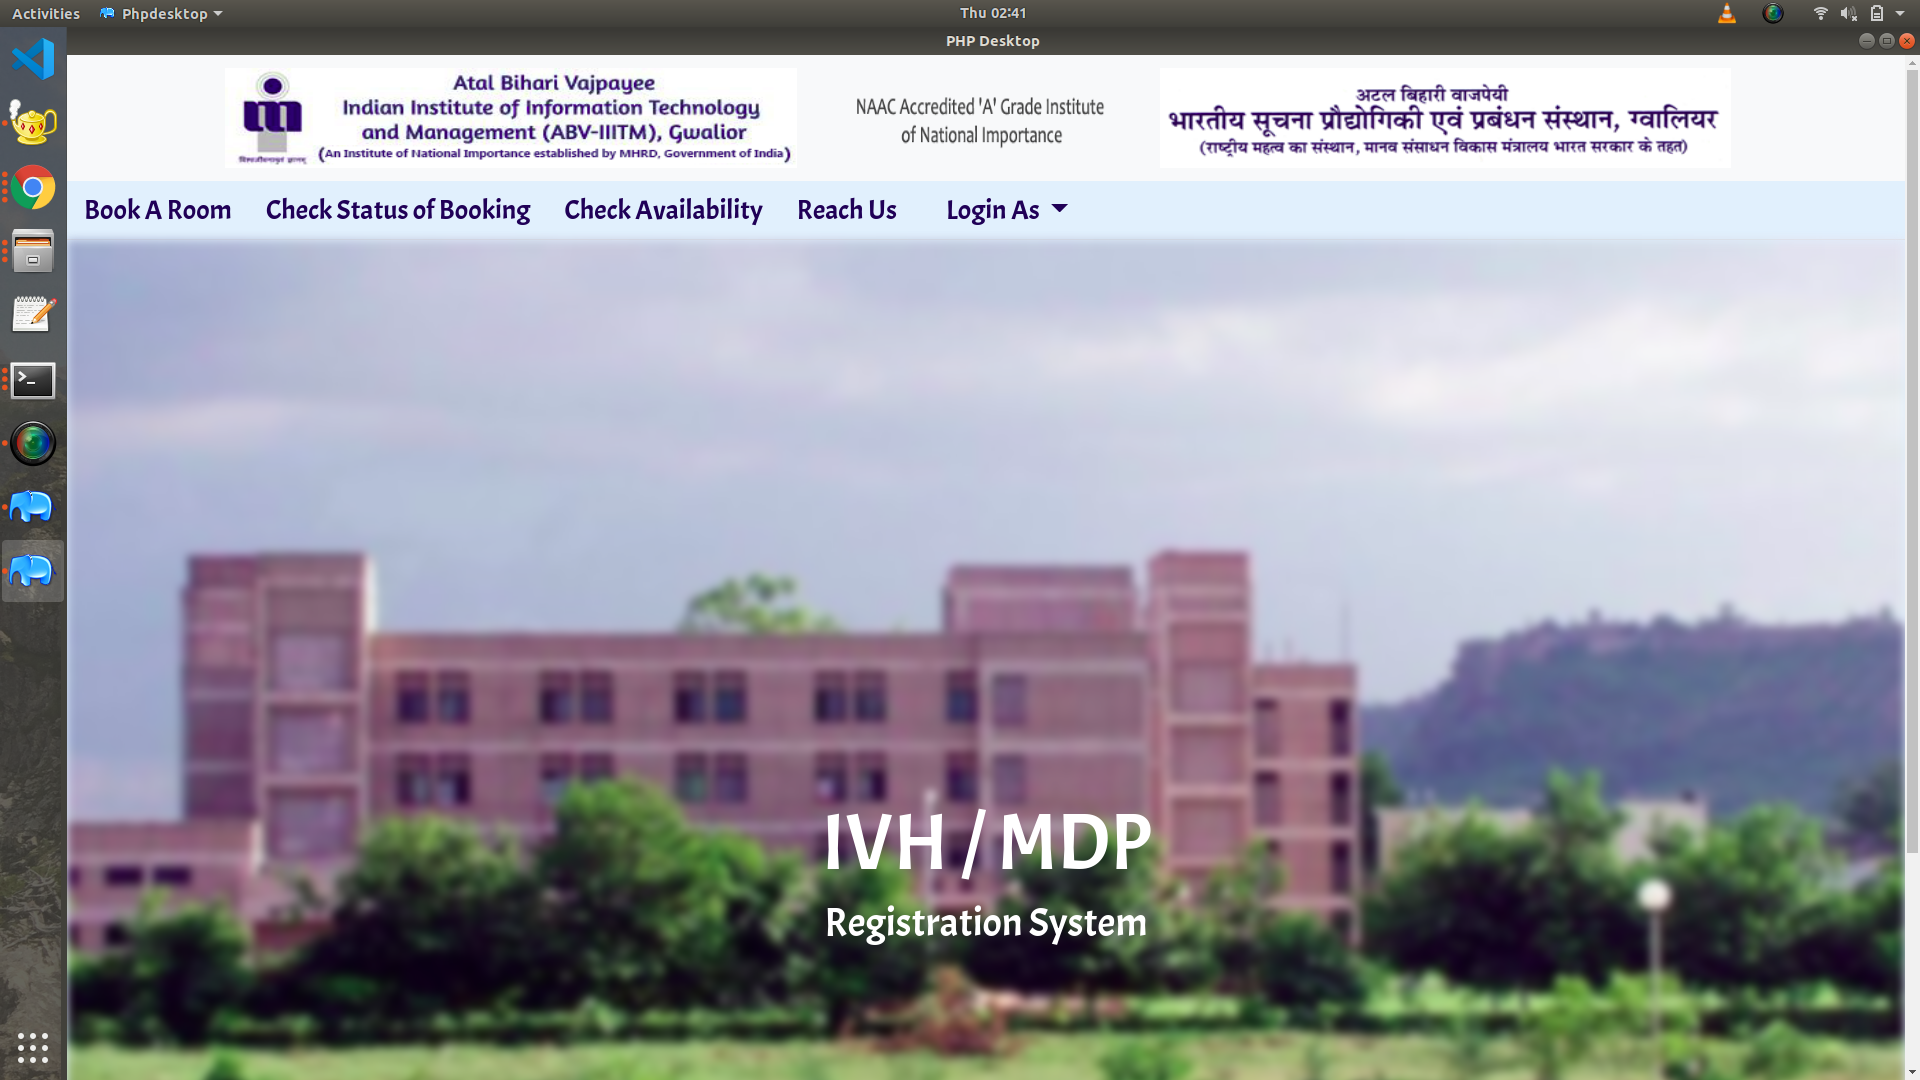 Activities
Phpdesktop
Thu 02:41
PHP Desktop
Atal Bihari Vajpayee
Indian Institute of Information Technology
and Management (ABV-IIITM), Gwalior
(An Institute of National Importance established by MHRD, Government of India)
NAAC Accredited 'A' Grade Institute
of National Importance
अटल बिहारी वाजपेयी
भारतीय सूचना प्रौद्योगिकी एवं प्रबंधन संस्थान, ग्वालियर
(राष्ट्रीय महत्व का संस्थान, मानव संसाधन विकास मंत्रालय भारत सरकार के तहत)
Book A Room
Check Status of Booking
Check Availability
Reach Us
Login As
IVH / MDP
Registration System